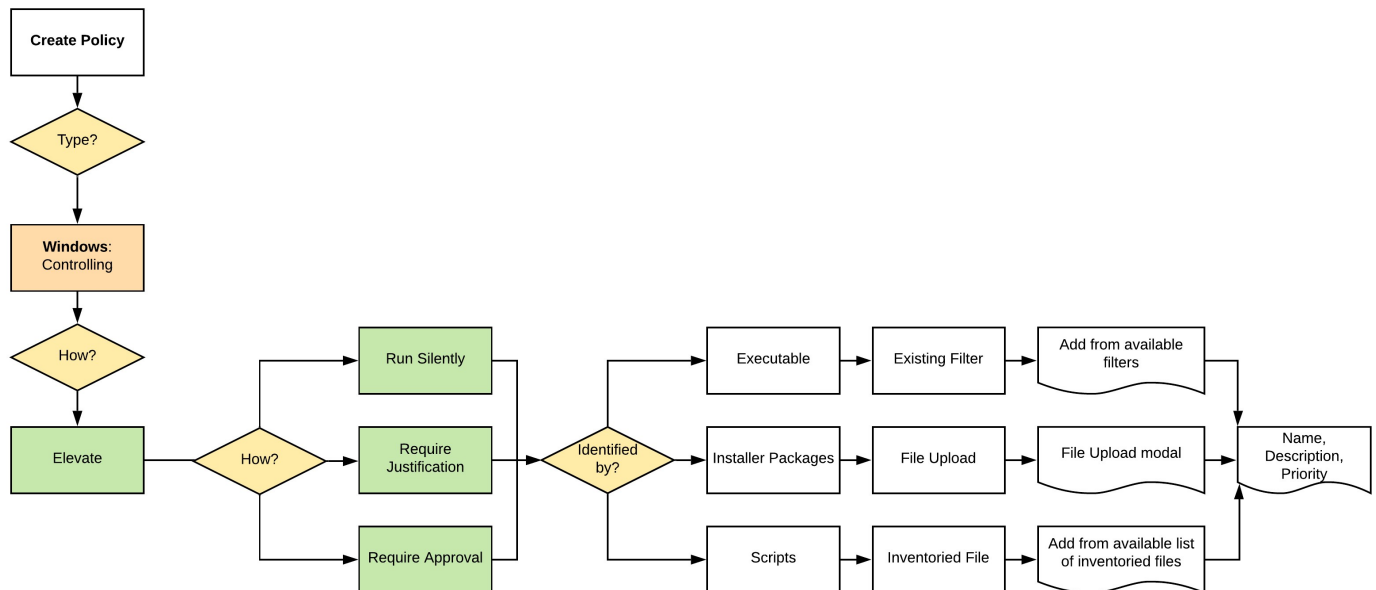 Create Policy
Type?
Windows:
Controlling
How?
Elevate
How?
Run Silently
Require
Justification
Require Approval
Identified
by?
Executable
Existing Filter
Add from available
filters
Installer Packages
File Upload
File Upload modal
Scripts
Inventoried File
Add from available list
of inventoried files
Name,
Description,
Priority